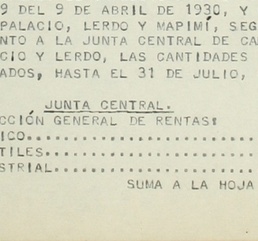 9 DEL 9 DE ABRIL DE 1930, Y
PALACIO, LERDO Y MAPIMÍ, SEG
NTO A LA JUNTA CENTRAL DE CA
CIO Y LERDO, LAS CANTIDADES
ADOS, HASTA EL 31 DE JULIO,
JUNTA CENTRAL.
CCIÓN GENERAL DE RENTAS:
ICO....................
TILES..................
STRIAL.................
SUMA A LA HOJA